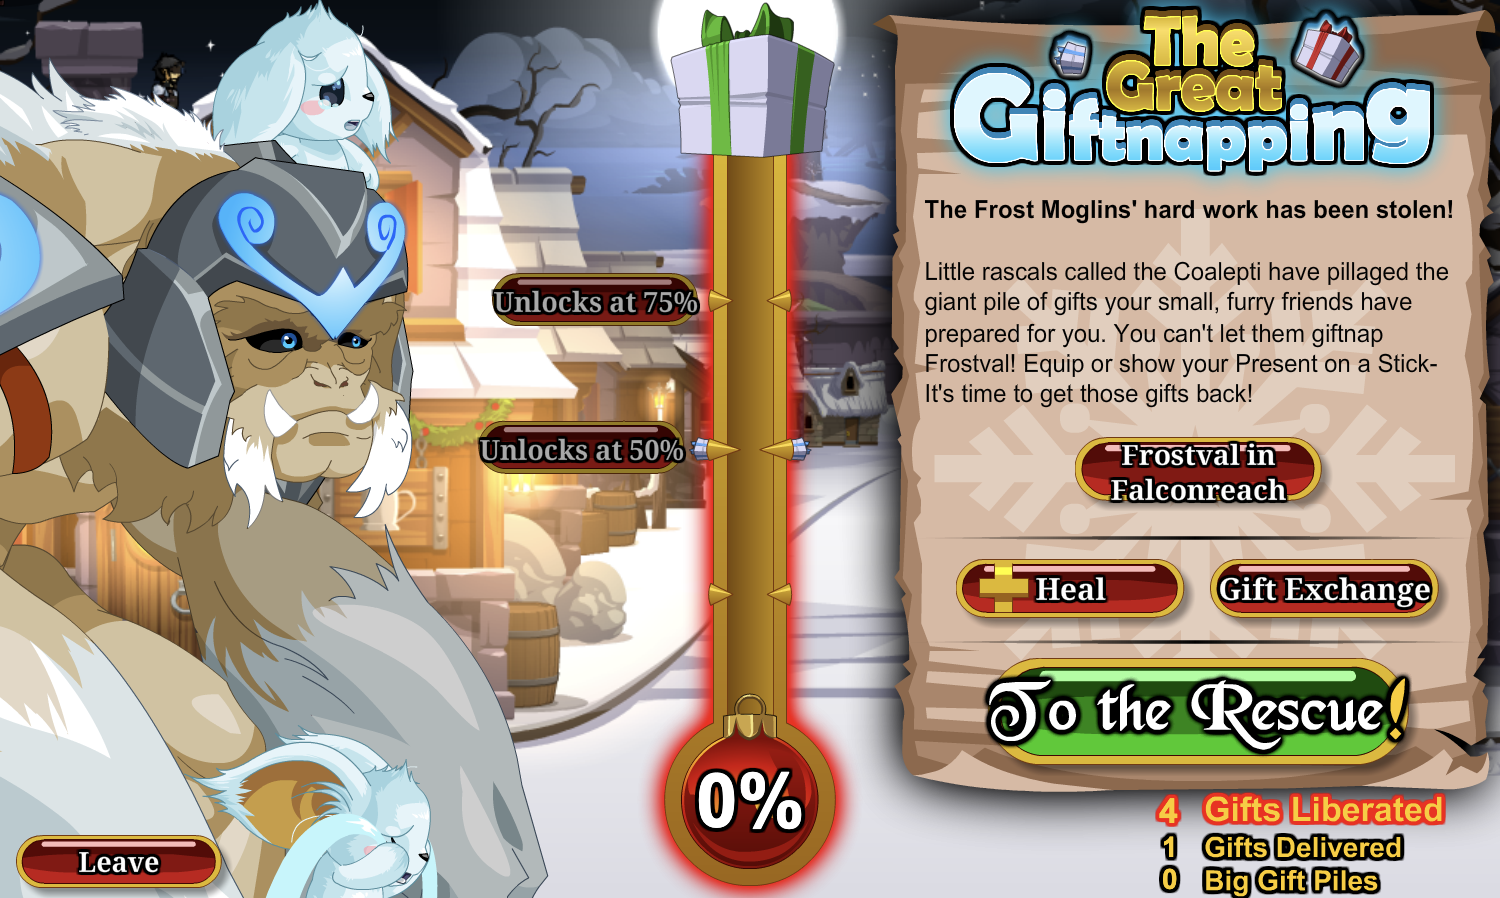 The
Great
Giftnapping
The Frost Moglins' hard work has been stolen!
Little rascals called the Coalepti have pillaged the
giant pile of gifts your small, furry friends have
prepared for you. You can't let them giftnap
Frostval! Equip or show your Present on a Stick-
It's time to get those gifts back!
Unlocks at 75%
Unlocks at 50%
Frostval in
Falconreach
Heal
Gift Exchange
To the Rescue!
0%
4 Gifts Liberated
1 Gifts Delivered
0 Big Gift Piles
Leave